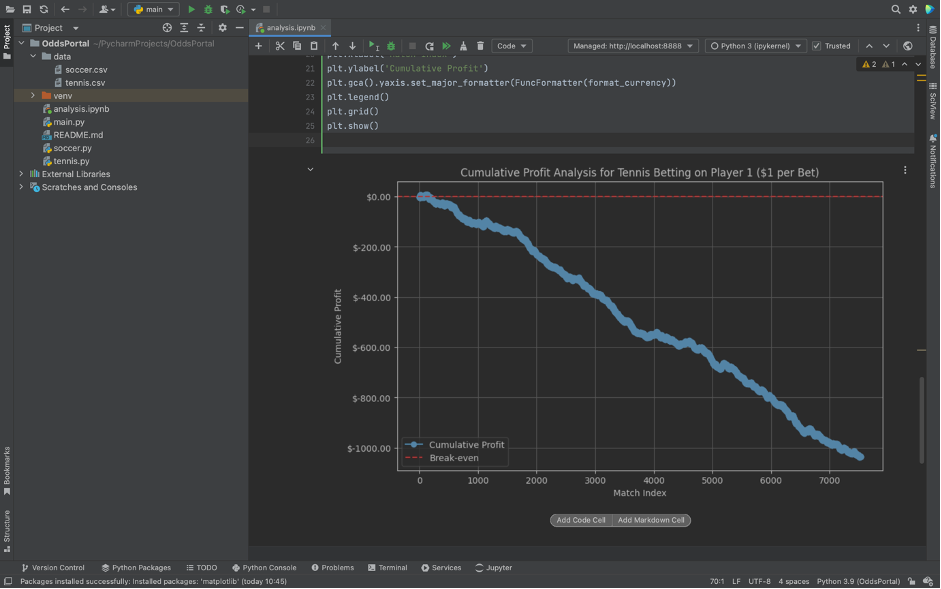 main
Project
OddsPortal ~/PycharmProjects/OddsPortal
data
soccer.csv
tennis.csv
venv
analysis.ipynb
main.py
README.md
soccer.py
tennis.py
External Libraries
Scratches and Consoles
Project
Bookmarks
Structure
analysis.ipynb
Code
Managed: http://localhost:8888
Python 3 (ipykernel)
Trusted
2 1
21 plt.ylabel('Cumulative Profit')
22 plt.gca().yaxis.set_major_formatter(FuncFormatter(format_currency))
23 plt.legend()
24 plt.grid()
25 plt.show()
26
Cumulative Profit Analysis for Tennis Betting on Player 1 ($1 per Bet)
$0.00
$-200.00
$-400.00
$-600.00
$-800.00
$-1000.00
Cumulative Profit
Cumulative Profit
Break-even
0 1000 2000 3000 4000 5000 6000 7000
Match Index
Add Code Cell Add Markdown Cell
Database
SciView
Notifications
Version Control Python Packages TODO Python Console Problems Terminal Services Jupyter
Packages installed successfully: Installed packages: 'matplotlib' (today 10:45)
70:1 LF UTF-8 4 spaces Python 3.9 (OddsPortal)